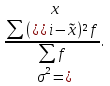 x
∑(¿¿i−x̃)²f
∑f
σ²=¿
.